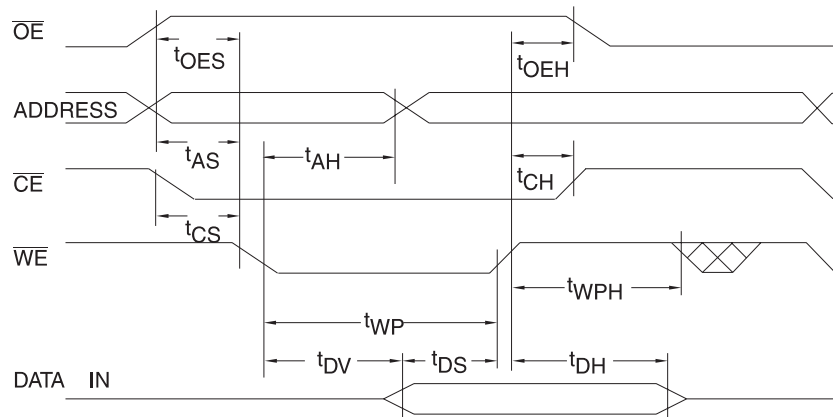 OE
tOES
tOEH
ADDRESS
tAS
tAH
tCH
CE
tCS
WE
tWPH
tWP
tDV
tDS
tDH
DATA IN